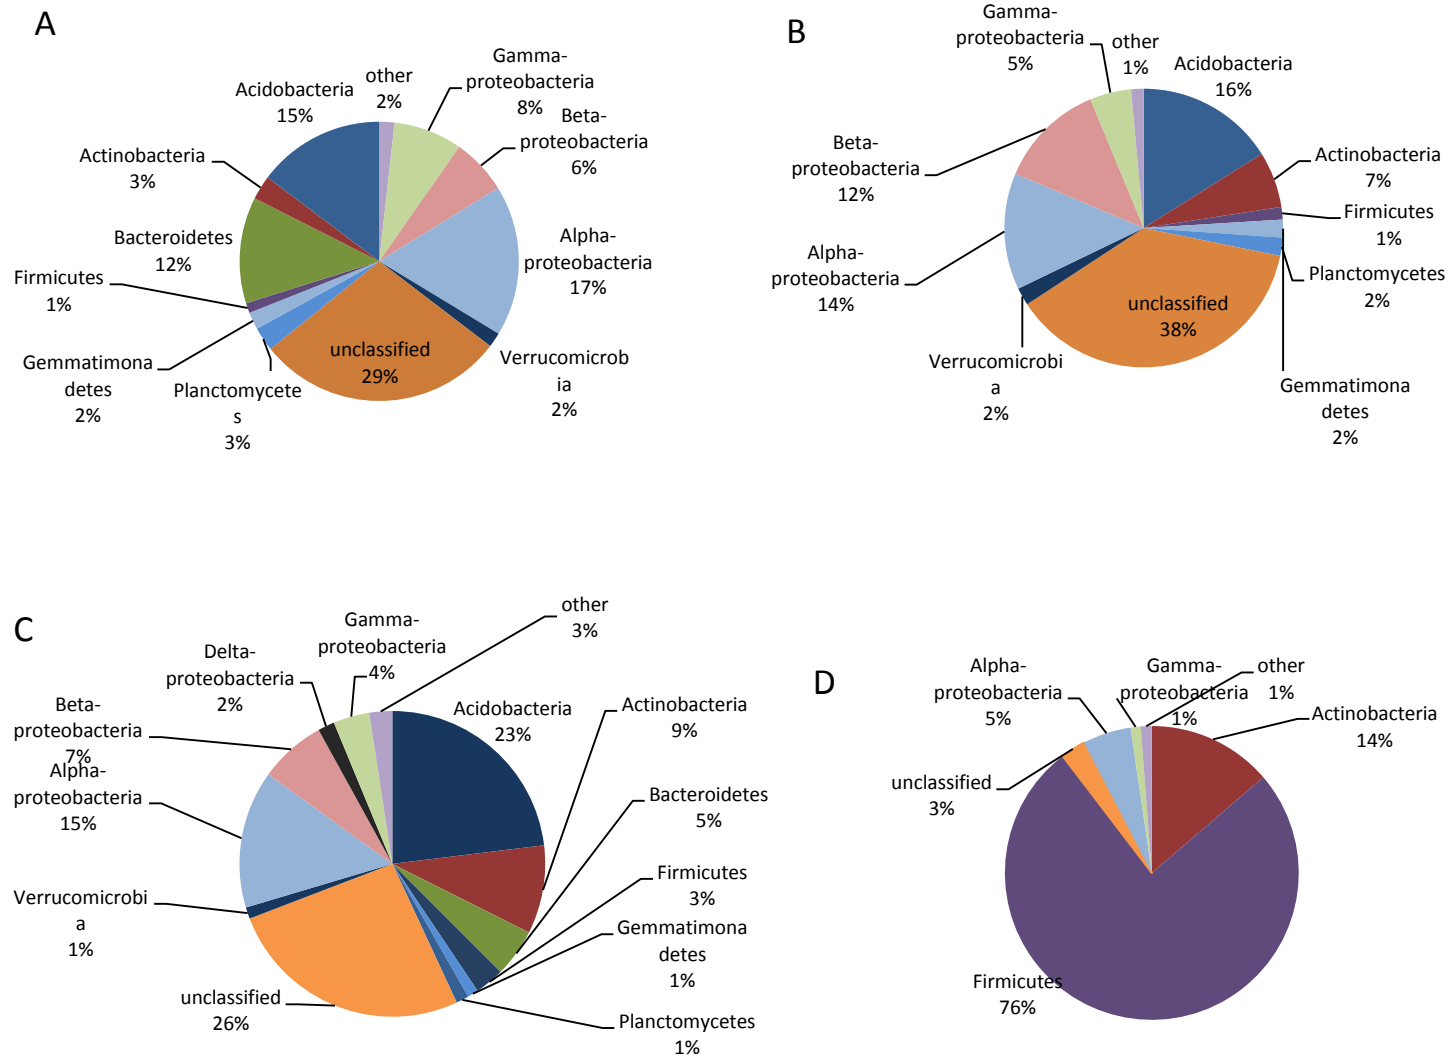 A
other
2%
Gamma-
proteobacteria
8%
Beta-
proteobacteria
6%
Alpha-
proteobacteria
17%
Verrucomicrob
ia
2%
unclassified
29%
Planctomycete
s
3%
Gemmatimona
detes
2%
Firmicutes
1%
Bacteroidetes
12%
Actinobacteria
3%
Acidobacteria
15%
B
Gamma-
proteobacteria
5%
other
1%
Acidobacteria
16%
Actinobacteria
7%
Firmicutes
1%
Planctomycetes
2%
Gemmatimona
detes
2%
unclassified
38%
Verrucomicrobi
a
2%
Alpha-
proteobacteria
14%
Beta-
proteobacteria
12%
C
other
3%
Acidobacteria
23%
Actinobacteria
9%
Bacteroidetes
5%
Firmicutes
3%
Gemmatimona
detes
1%
Planctomycetes
1%
unclassified
26%
Verrucomicrobi
a
1%
Alpha-
proteobacteria
15%
Beta-
proteobacteria
7%
Delta-
proteobacteria
2%
Gamma-
proteobacteria
4%
D
Alpha-
proteobacteria
5%
Gamma-
proteobacteria
1%
other
1%
Actinobacteria
14%
unclassified
3%
Firmicutes
76%